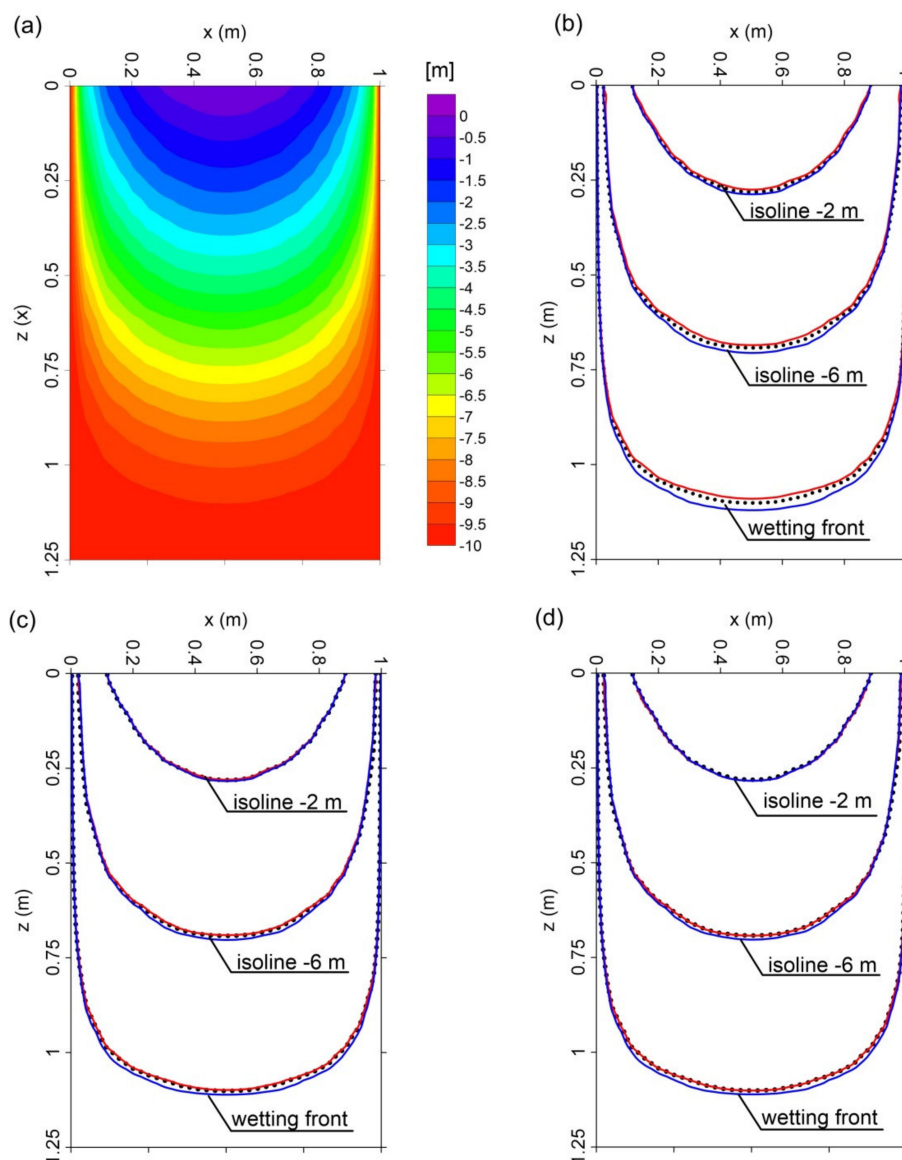 (a)
x (m)
0 0.2 0.4 0.6 0.8 1
z (x)
0
0.25
0.5
0.75
1
1.25
[m]
0
-0.5
-1
-1.5
-2
-2.5
-3
-3.5
-4
-4.5
-5
-5.5
-6
-6.5
-7
-7.5
-8
-8.5
-9
-9.5
-10
(b)
x (m)
0 0.2 0.4 0.6 0.8 1
z (m)
0
0.25
0.5
0.75
1
1.25
isoline -2 m
isoline -6 m
wetting front
(c)
x (m)
0 0.2 0.4 0.6 0.8 1
z (m)
0
0.25
0.5
0.75
1
1.25
isoline -2 m
isoline -6 m
wetting front
(d)
x (m)
0 0.2 0.4 0.6 0.8 1
z (m)
0
0.25
0.5
0.75
1
1.25
isoline -2 m
isoline -6 m
wetting front